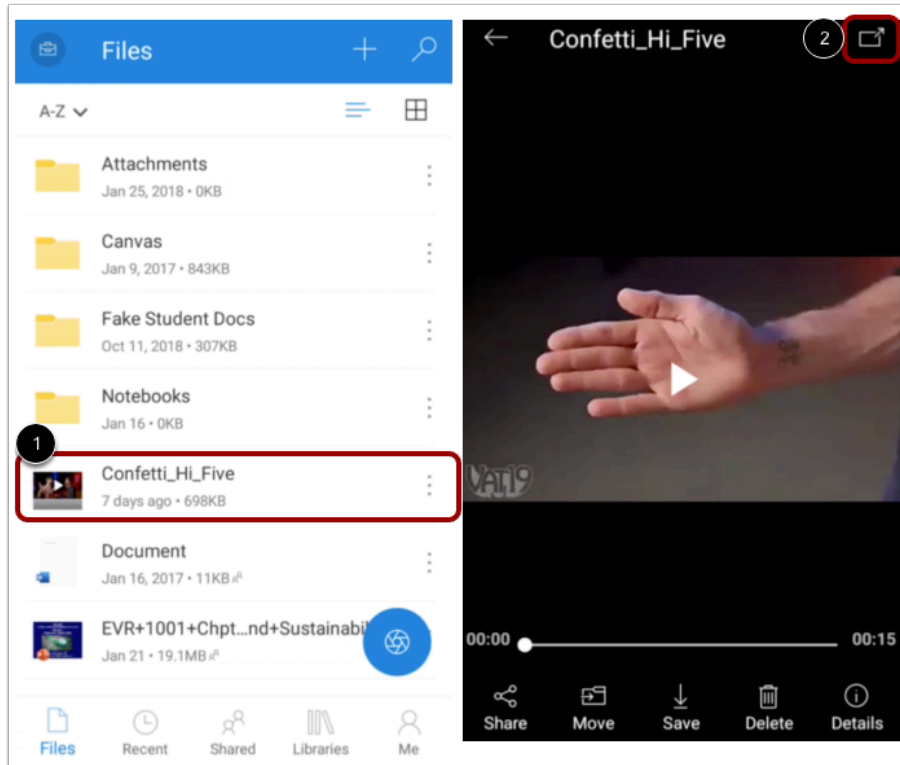 Files
A-Z
Attachments
Jan 25, 2018 • 0KB
Canvas
Jan 9, 2017 • 843KB
Fake Student Docs
Oct 11, 2018 • 307KB
Notebooks
Jan 16 • 0KB
1
Confetti_Hi_Five
7 days ago • 698KB
Document
Jan 16, 2017 • 11KB
EVR+1001+Chpt...nd+Sustainabil
Jan 21 • 19.1MB
Files Recent Shared Libraries Me
Confetti_Hi_Five
2
VAT19
00:00 00:15
Share Move Save Delete Details